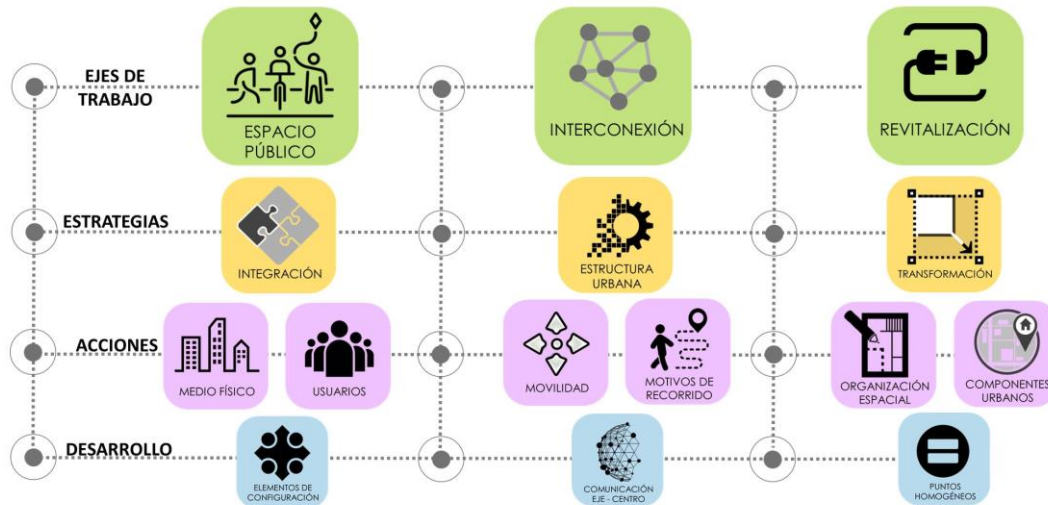 EJES DE
TRABAJO
ESPACIO
PÚBLICO
INTERCONEXIÓN
REVITALIZACIÓN
ESTRATEGIAS
INTEGRACIÓN
ESTRUCTURA
URBANA
TRANSFORMACIÓN
ACCIONES
MEDIO FÍSICO
USUARIOS
MOVILIDAD
MOTIVOS DE
RECORRIDO
ORGANIZACIÓN
ESPACIAL
COMPONENTES
URBANOS
DESARROLLO
ELEMENTOS DE
CONFIGURACIÓN
COMUNICACIÓN
EJE - CENTRO
PUNTOS
HOMOGÉNEOS